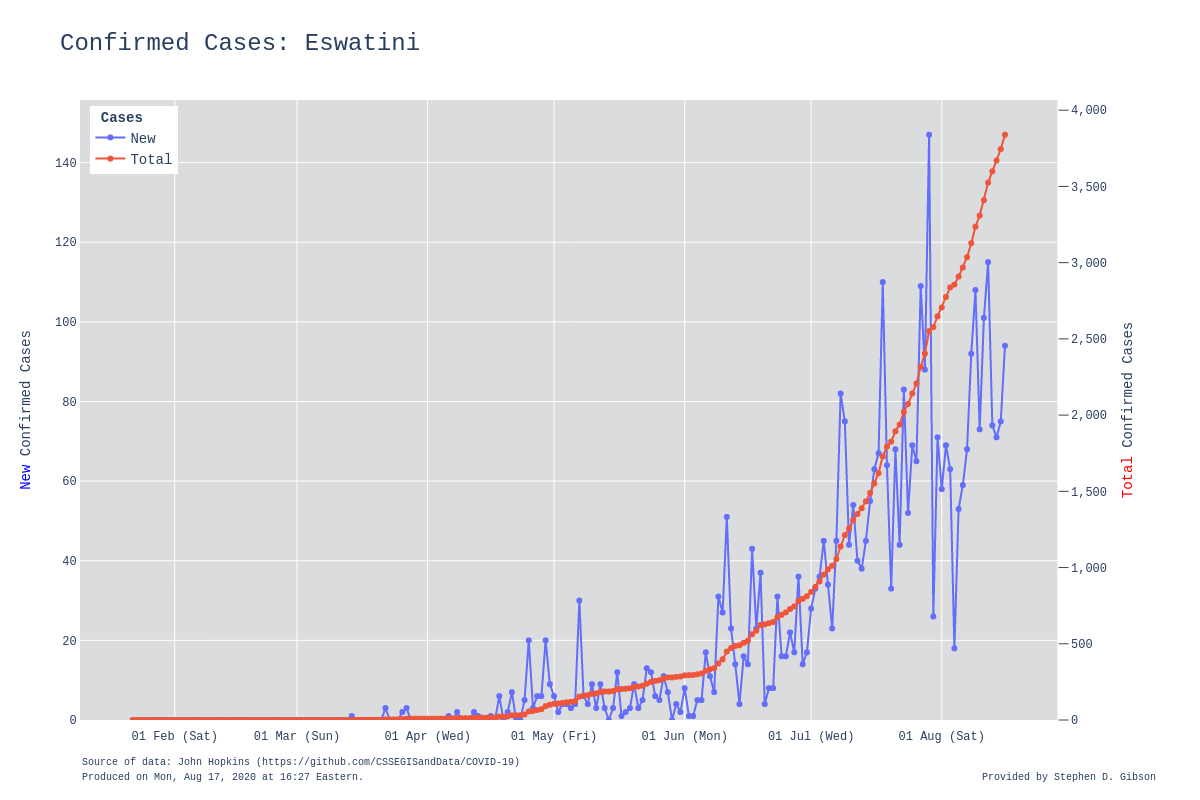 Confirmed Cases: Eswatini
Cases
New
Total
140
120
100
80
60
40
20
0
4,000
3,500
3,000
2,500
2,000
1,500
1,000
500
0
New Confirmed Cases
Total Confirmed Cases
01 Feb (Sat) 01 Mar (Sun) 01 Apr (Wed) 01 May (Fri) 01 Jun (Mon) 01 Jul (Wed) 01 Aug (Sat)
Source of data: John Hopkins (https://github.com/CSSEGISandData/COVID-19)
Produced on Mon, Aug 17, 2020 at 16:27 Eastern.
Provided by Stephen D. Gibson